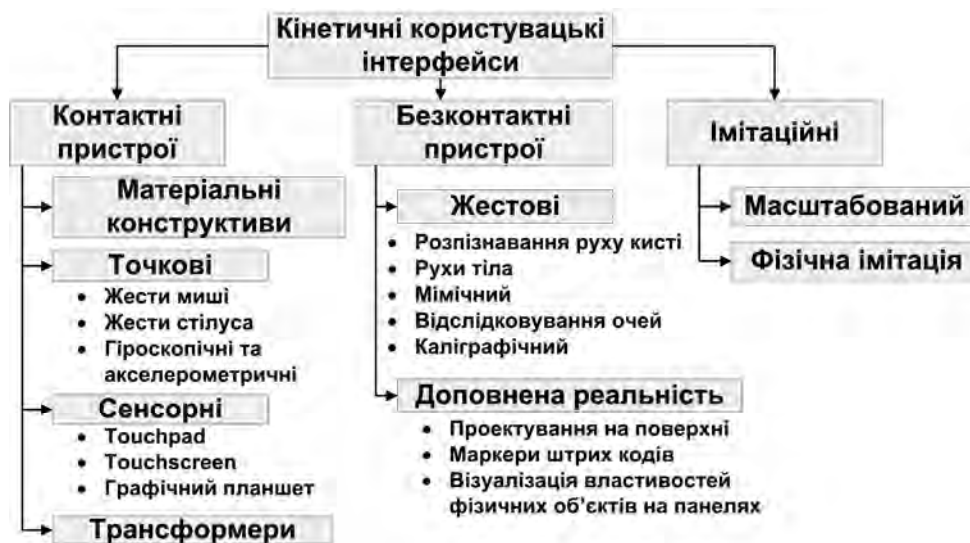 Кінетичні користувацькі
інтерфейси
Контактні
пристрої
Матеріальні
конструктиви
Точкові
• Жести миші
• Жести стілуса
• Гіроскопічні та
акселерометричні
Сенсорні
• Touchpad
• Touchscreen
• Графічний планшет
Трансформери
Безконтактні
пристрої
Жестові
• Розпізнавання руху кисті
• Рухи тіла
• Мімічний
• Відслідковування очей
• Каліграфічний
Доповнена реальність
• Проектування на поверхні
• Маркери штрих кодів
• Візуалізація властивостей
фізичних об’єктів на панелях
Імітаційні
Масштабований
Фізична імітація